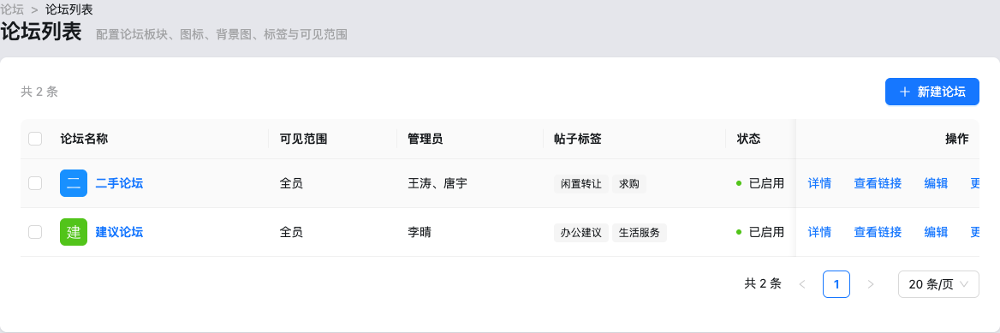 论坛 > 论坛列表
论坛列表 配置论坛板块、图标、背景图、标签与可见范围
共 2 条
+ 新建论坛
论坛名称 可见范围 管理员 帖子标签 状态 操作
二 二手论坛 全员 王涛、唐宇 闲置转让 求购 已启用 详情 查看链接 编辑 更
建 建议论坛 全员 李晴 办公建议 生活服务 已启用 详情 查看链接 编辑 更
共 2 条 < 1 > 20 条/页